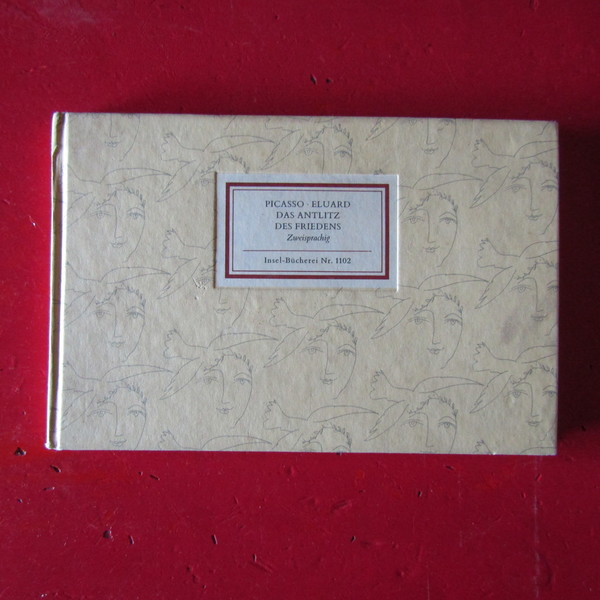 PICASSO · ELUARD
DAS ANTLITZ
DES FRIEDENS
Zweisprachig
Insel-Bücherei Nr. 1102